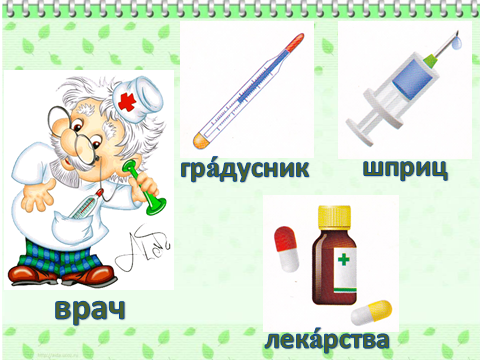 гра́дусник
шприц
врач
лека́рства